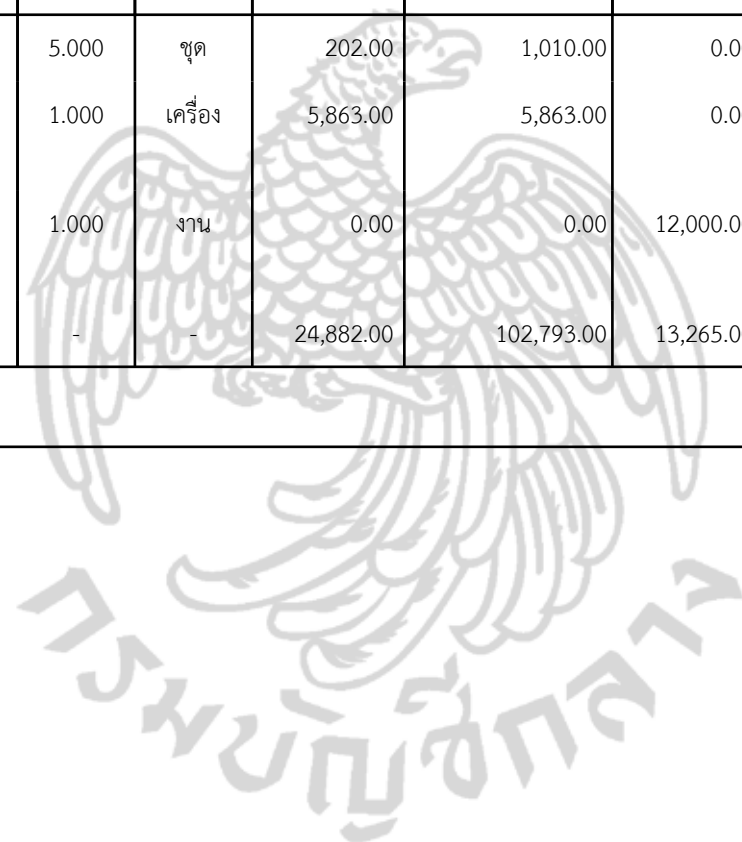 5.000 ชุด 202.00 1,010.00 0.0
1.000 เครื่อง 5,863.00 5,863.00 0.0
1.000 งาน 0.00 0.00 12,000.0
- - 24,882.00 102,793.00 13,265.0
กรมบัญชีกลาง